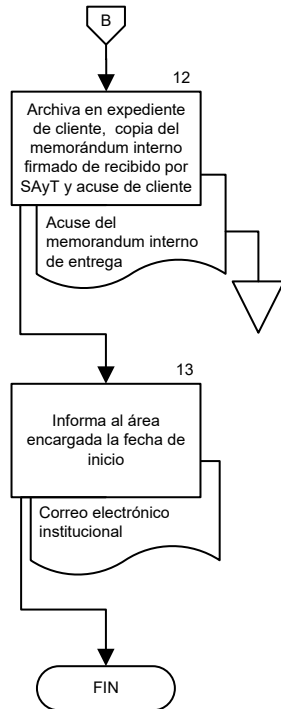 B
12
Archiva en expediente
de cliente, copia del
memorándum interno
firmado de recibido por
SAyT y acuse de cliente
Acuse del
memorandum interno
de entrega
13
Informa al área
encargada la fecha de
inicio
Correo electrónico
institucional
FIN